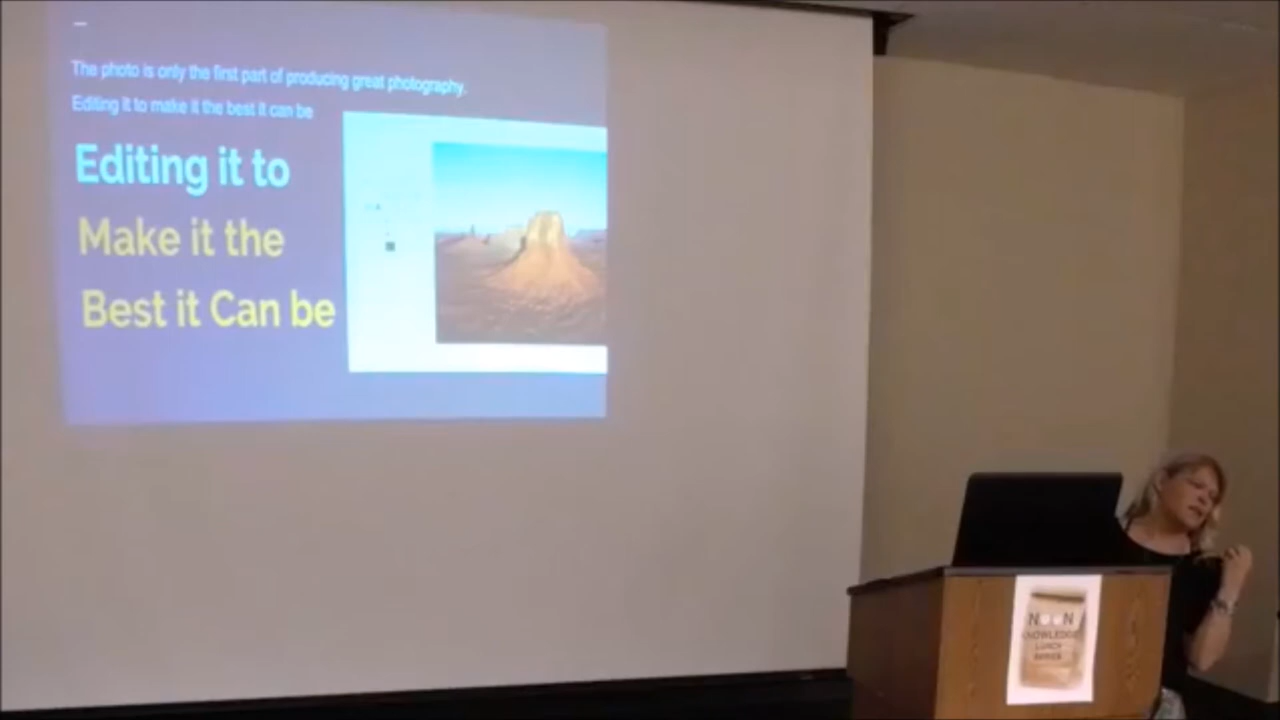 The photo is only the first part of producing great photography.
Editing it to make it the best it can be
Editing it to
Make it the
Best it Can be
NOON
KNOWLEDGE
LUNCH
SERIES